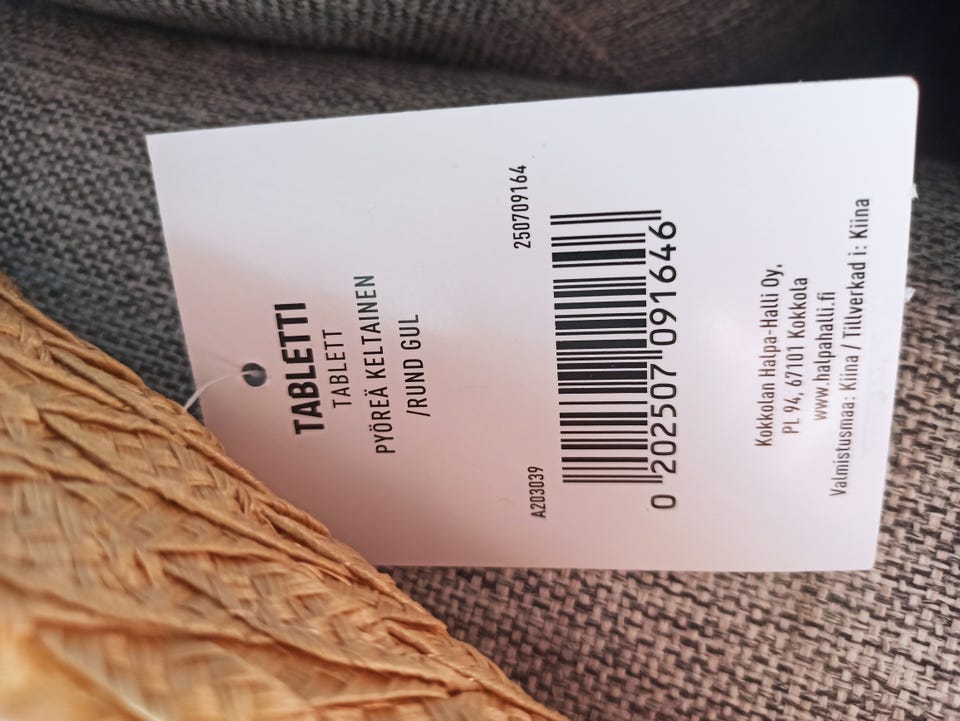 TABLETTI
TABLETT
PYÖREÄ KELTAINEN
/RUND GUL
A203039
250709164
0 202507 091646
Kokkolan Halpa-Halli Oy,
PL 94, 67101 Kokkola
www.halpahalli.fi
Valmistusmaa: Kiina / Tillverkad i: Kiina